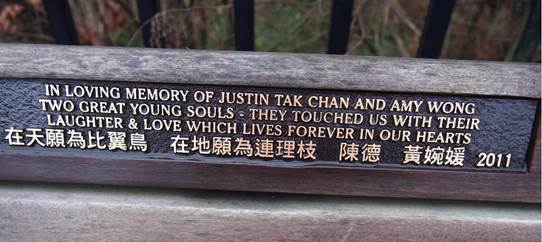 IN LOVING MEMORY OF JUSTIN TAK CHAN AND AMY WONG
TWO GREAT YOUNG SOULS - THEY TOUCHED US WITH THEIR
LAUGHTER & LOVE WHICH LIVES FOREVER IN OUR HEARTS
在天願為比翼鳥 在地願為連理枝 陳德 黃婉媛 2011